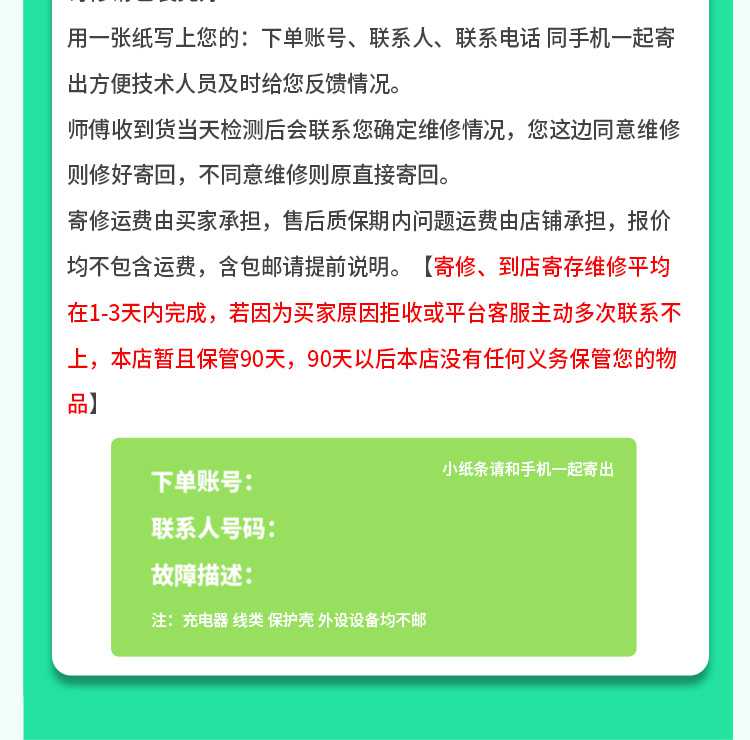 用一张纸写上您的：下单账号、联系人、联系电话 同手机一起寄
出方便技术人员及时给您反馈情况。
师傅收到货当天检测后会联系您确定维修情况，您这边同意维修
则修好寄回，不同意维修则原直接寄回。
寄修运费由买家承担，售后质保期内问题运费由店铺承担，报价
均不包含运费，含包邮请提前说明。【寄修、到店寄存维修平均
在1-3天内完成，若因为买家原因拒收或平台客服主动多次联系不
上，本店暂且保管90天，90天以后本店没有任何义务保管您的物
品】
小纸条请和手机一起寄出
下单账号：
联系人号码：
故障描述：
注：充电器 线类 保护壳 外设设备均不邮